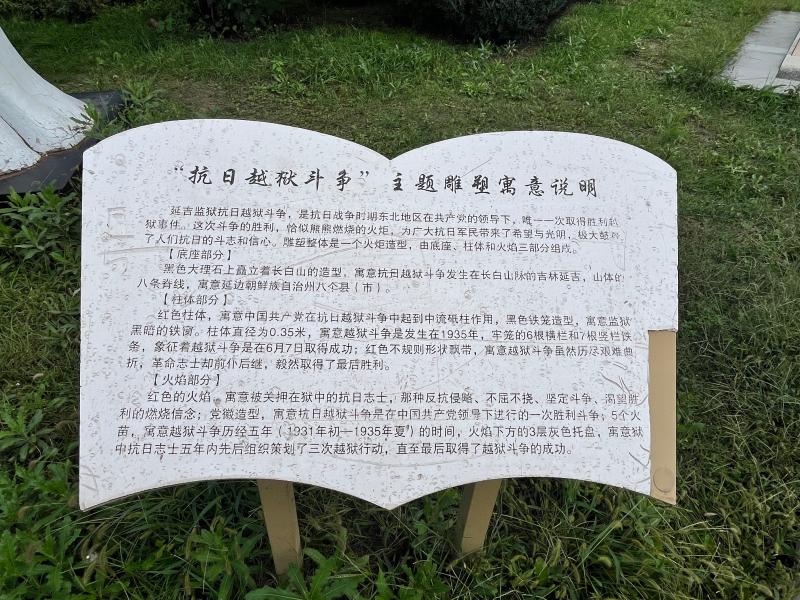 “抗日越狱斗争”主题雕塑寓意说明
延吉监狱抗日越狱斗争，是抗日战争时期东北地区在共产党的领导下，唯一一次取得胜利越
狱事件。这次斗争的胜利，恰似熊熊燃烧的火炬，为广大抗日军民带来了希望与光明，极大鼓舞
了人们抗日的斗志和信心。雕塑整体是一个火炬造型，由底座、柱体和火焰三部分组成。
【底座部分】
黑色大理石上矗立着长白山的造型，寓意抗日越狱斗争发生在长白山脉的吉林延吉，山体的
八条脊线，寓意延边朝鲜族自治州八个县（市）。
【柱体部分】
红色柱体，寓意中国共产党在抗日越狱斗争中起到中流砥柱作用，黑色铁笼造型，寓意监狱
黑暗的铁窗。柱体直径为0.35米，寓意越狱斗争是发生在1935年，牢笼的6根横栏和7根竖栏铁
条，象征着越狱斗争是在6月7日取得成功；红色不规则形状飘带，寓意越狱斗争虽然历尽艰难曲
折，革命志士却前仆后继，毅然取得了最后胜利。
【火焰部分】
红色的火焰，寓意被关押在狱中的抗日志士，那种反抗侵略、不屈不挠、坚定斗争、渴望胜
利的燃烧信念；党徽造型，寓意抗日越狱斗争是在中国共产党领导下进行的一次胜利斗争；5个火
苗，寓意越狱斗争历经五年（1931年初—1935年夏）的时间，火焰下方的3层灰色托盘，寓意狱
中抗日志士五年内先后组织策划了三次越狱行动，直至最后取得了越狱斗争的成功。